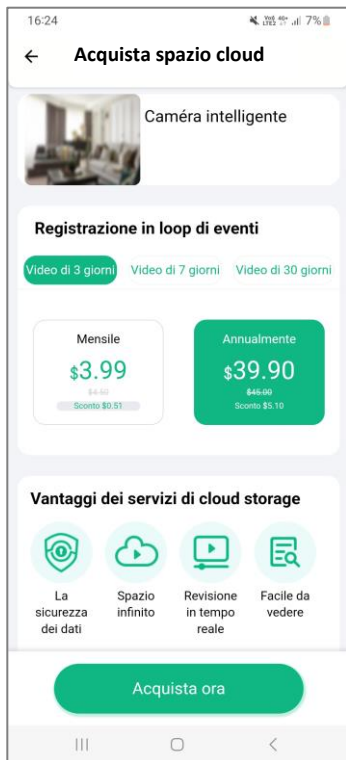 16:24
7%
Acquista spazio cloud
Caméra intelligente
Registrazione in loop di eventi
Video di 3 giorni Video di 7 giorni Video di 30 giorni
Mensile
$3.99
$4.50
Sconto $0.51
Annualmente
$39.90
$45.00
Sconto $5.10
Vantaggi dei servizi di cloud storage
La
sicurezza
dei dati
Spazio
infinito
Revisione
in tempo
reale
Facile da
vedere
Acquista ora